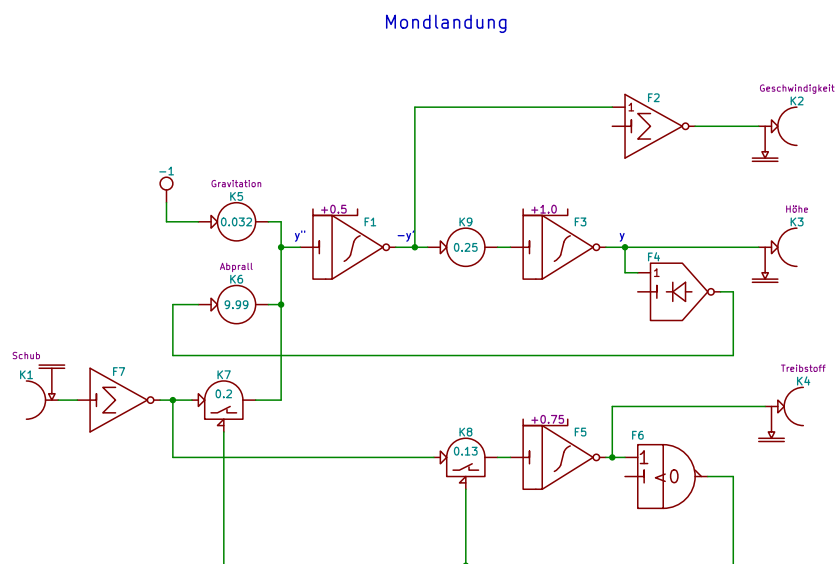 Mondlandung
Geschwindigkeit
K2
F2
1
-1
Gravitation
K5
0.032
+0.5
F1
y''
-y'
K9
0.25
+1.0
F3
y
Höhe
K3
F4
1
Abprall
K6
9.99
Schub
K1
F7
K7
0.2
K8
0.13
+0.75
F5
F6
1
<0
Treibstoff
K4